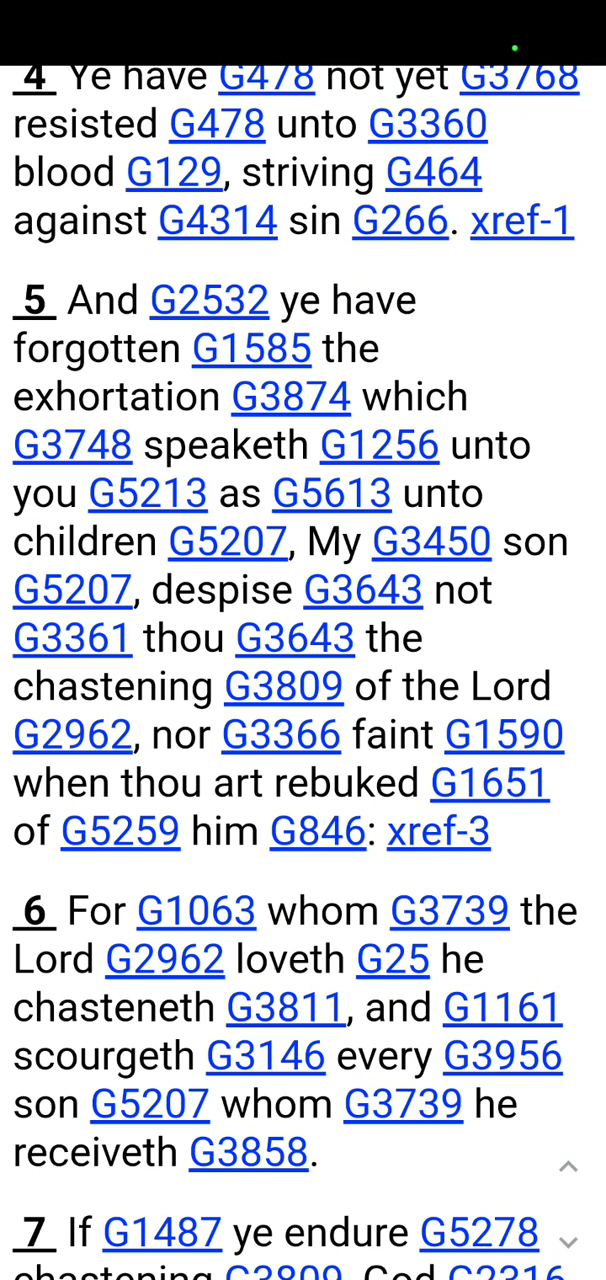 4 Ye have G478 not yet G3768
resisted G478 unto G3360
blood G129, striving G464
against G4314 sin G266. xref-1
5 And G2532 ye have
forgotten G1585 the
exhortation G3874 which
G3748 speaketh G1256 unto
you G5213 as G5613 unto
children G5207, My G3450 son
G5207, despise G3643 not
G3361 thou G3643 the
chastening G3809 of the Lord
G2962, nor G3366 faint G1590
when thou art rebuked G1651
of G5259 him G846: xref-3
6 For G1063 whom G3739 the
Lord G2962 loveth G25 he
chasteneth G3811, and G1161
scourgeth G3146 every G3956
son G5207 whom G3739 he
receiveth G3858.
7 If G1487 ye endure G5278
chastening G3809, God G2316